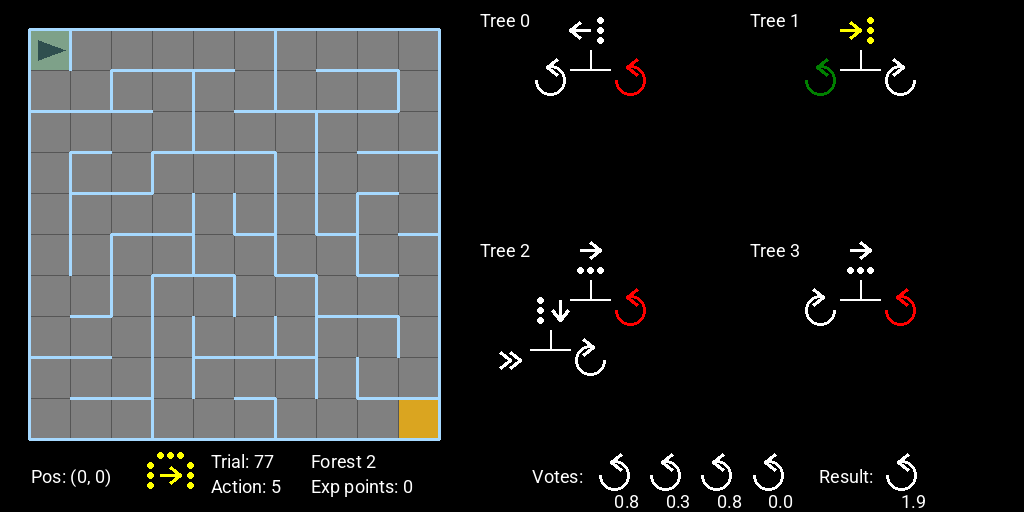 Tree 0
Tree 1
Tree 2
Tree 3
Pos: (0, 0)
Trial: 77
Forest 2
Action: 5
Exp points: 0
Votes:
0.8
0.3
0.8
0.0
Result:
1.9